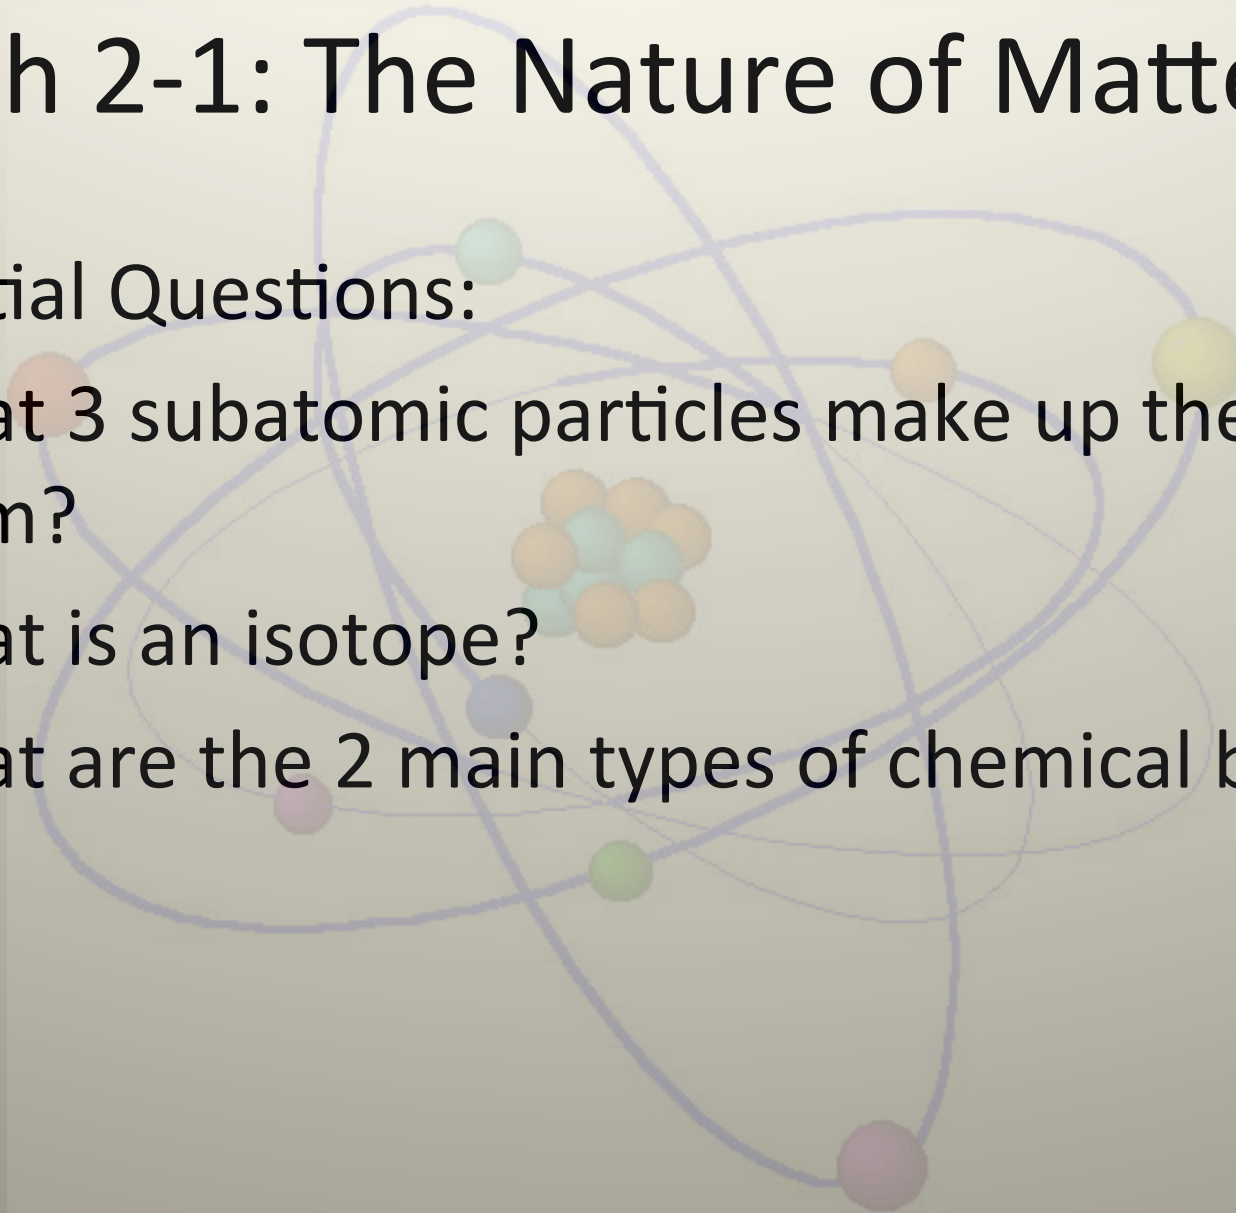 h 2-1: The Nature of Matte
tial Questions:
at 3 subatomic particles make up the
m?
at is an isotope?
at are the 2 main types of chemical b